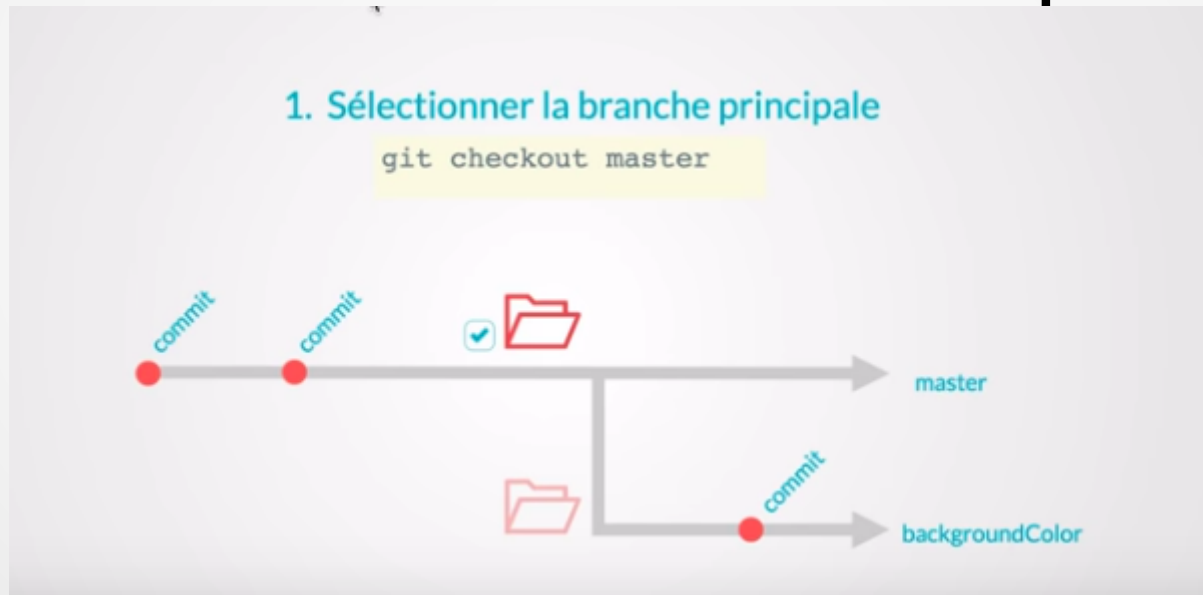 1. Sélectionner la branche principale
git checkout master
commit
commit
master
commit
backgroundColor